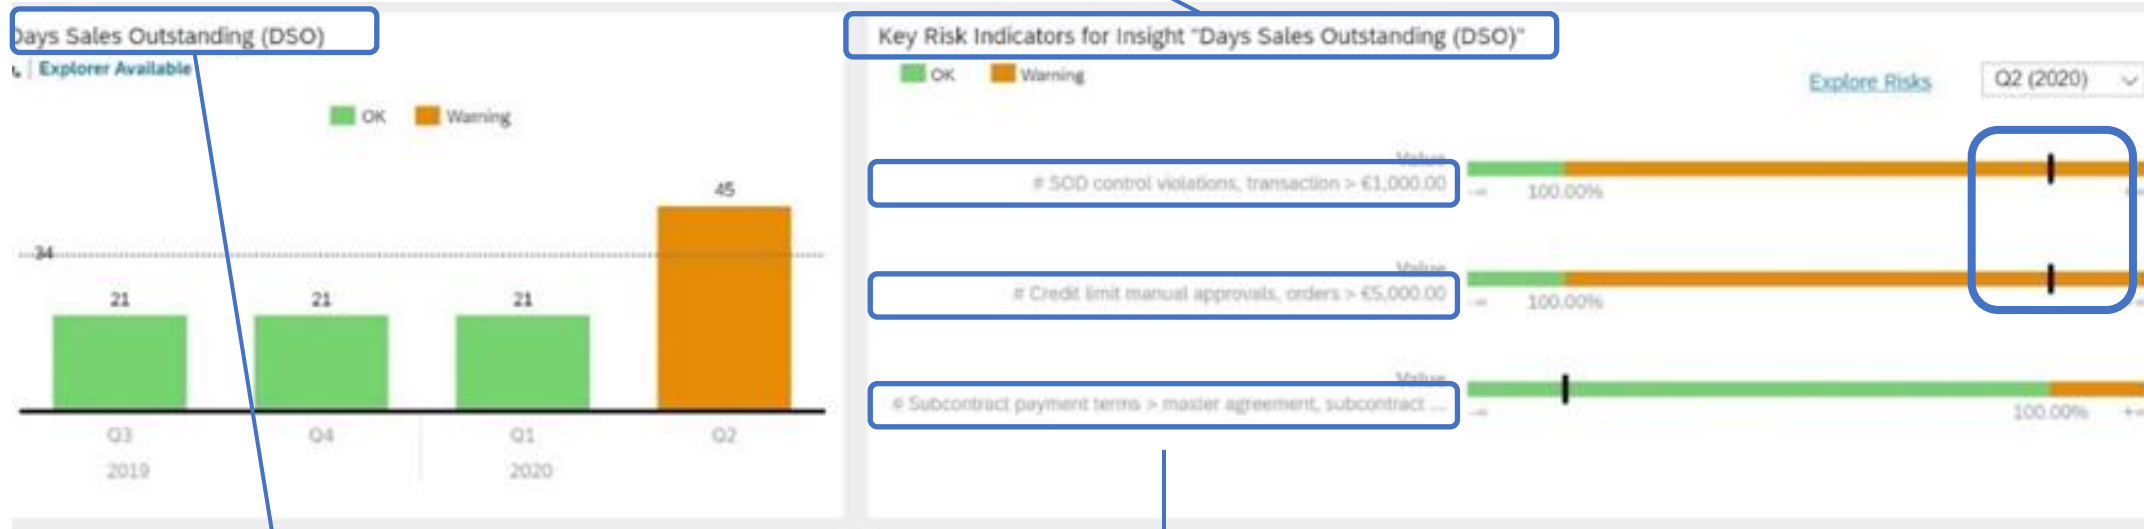 Days Sales Outstanding (DSO)
Explorer Available
OK Warning
45
34
21 21 21
Q3 Q4 Q1 Q2
2019 2020
Key Risk Indicators for Insight "Days Sales Outstanding (DSO)"
OK Warning
Explore Risks Q2 (2020)
Value
# SOD control violations, transaction > €1,000.00
-∞ 100.00%
Value
# Credit limit manual approvals, orders > €5,000.00
-∞ 100.00%
Value
# Subcontract payment terms > master agreement, subcontract ...
-∞ 100.00%